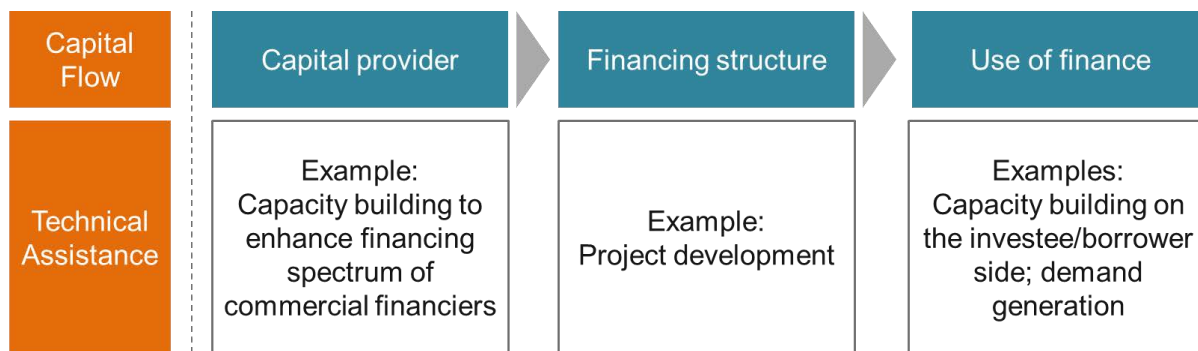 Capital
Flow
Capital provider
Financing structure
Use of finance
Technical
Assistance
Example:
Capacity building to
enhance financing
spectrum of
commercial financiers
Example:
Project development
Examples:
Capacity building on
the investee/borrower
side; demand
generation